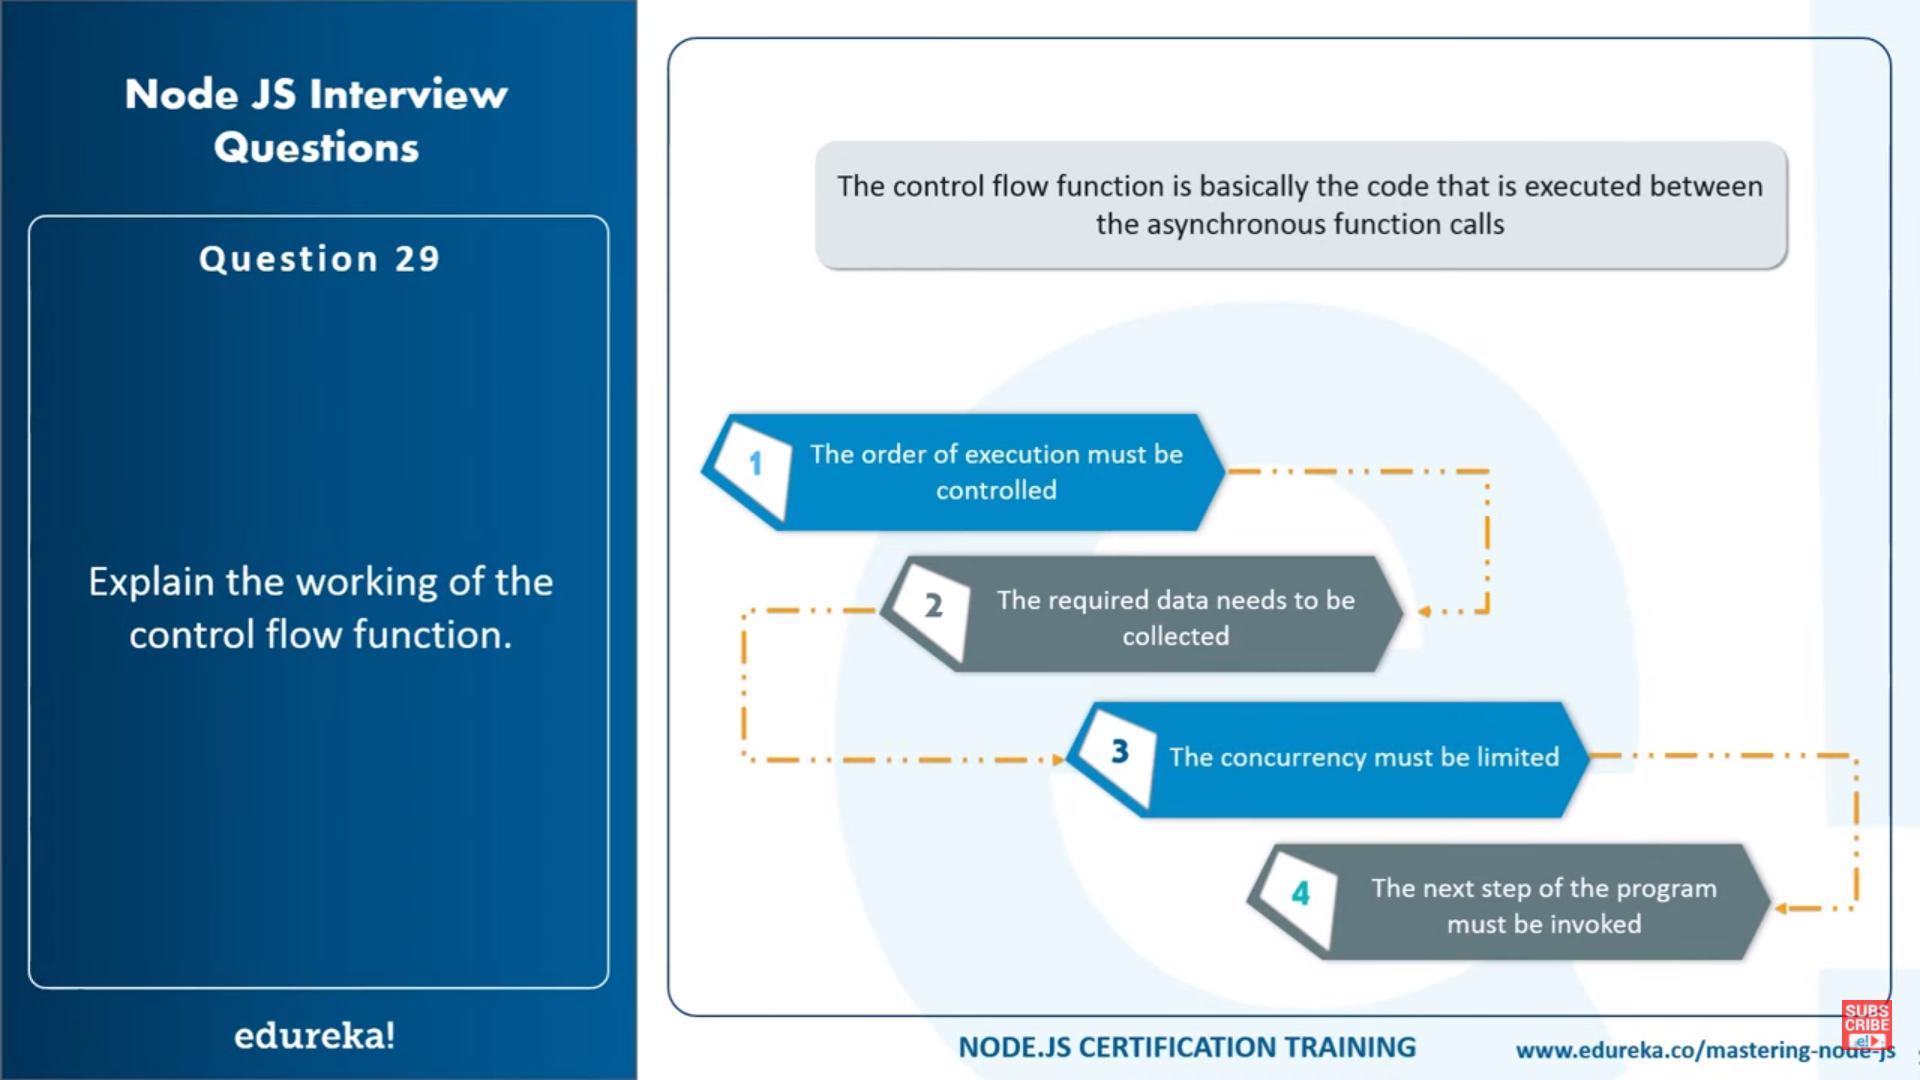 Node JS Interview
Questions
Question 29
Explain the working of the
control flow function.
edureka!
The control flow function is basically the code that is executed between
the asynchronous function calls
1
The order of execution must be
controlled
2
The required data needs to be
collected
3
The concurrency must be limited
4
The next step of the program
must be invoked
NODE.JS CERTIFICATION TRAINING
www.edureka.co/mastering-node-js
SUBS
CRIBE
e!